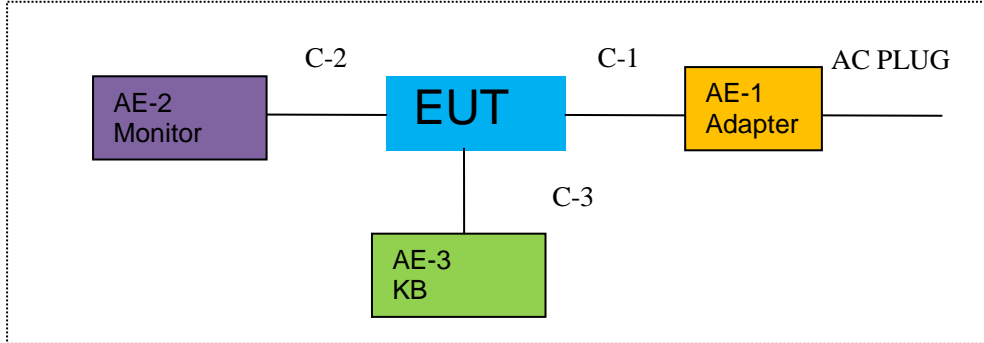 C-2
C-1
AC PLUG
AE-2
Monitor
EUT
AE-1
Adapter
C-3
AE-3
KB